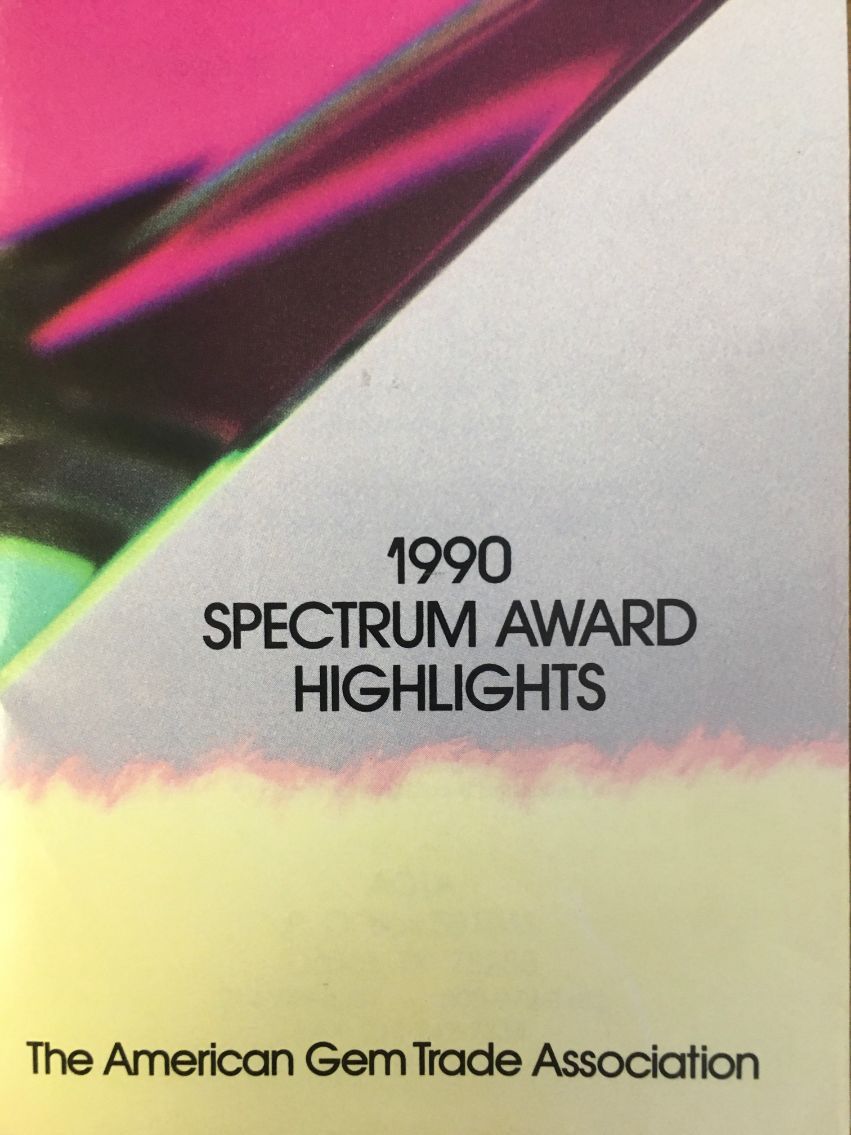 1990
SPECTRUM AWARD
HIGHLIGHTS
The American Gem Trade Association